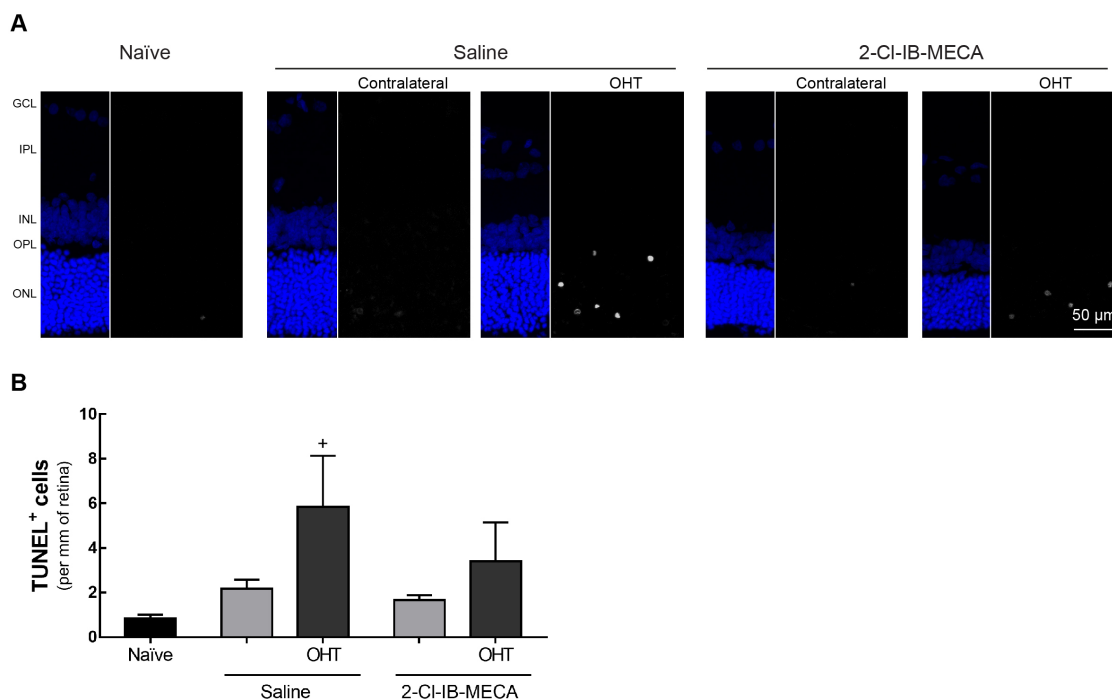 A
Naïve
Saline
2-Cl-IB-MECA
Contralateral
OHT
Contralateral
OHT
GCL
IPL
INL
OPL
ONL
50 µm
B
TUNEL+ cells
(per mm of retina)
10
8
6
4
2
0
+
Naïve
OHT
OHT
Saline
2-Cl-IB-MECA